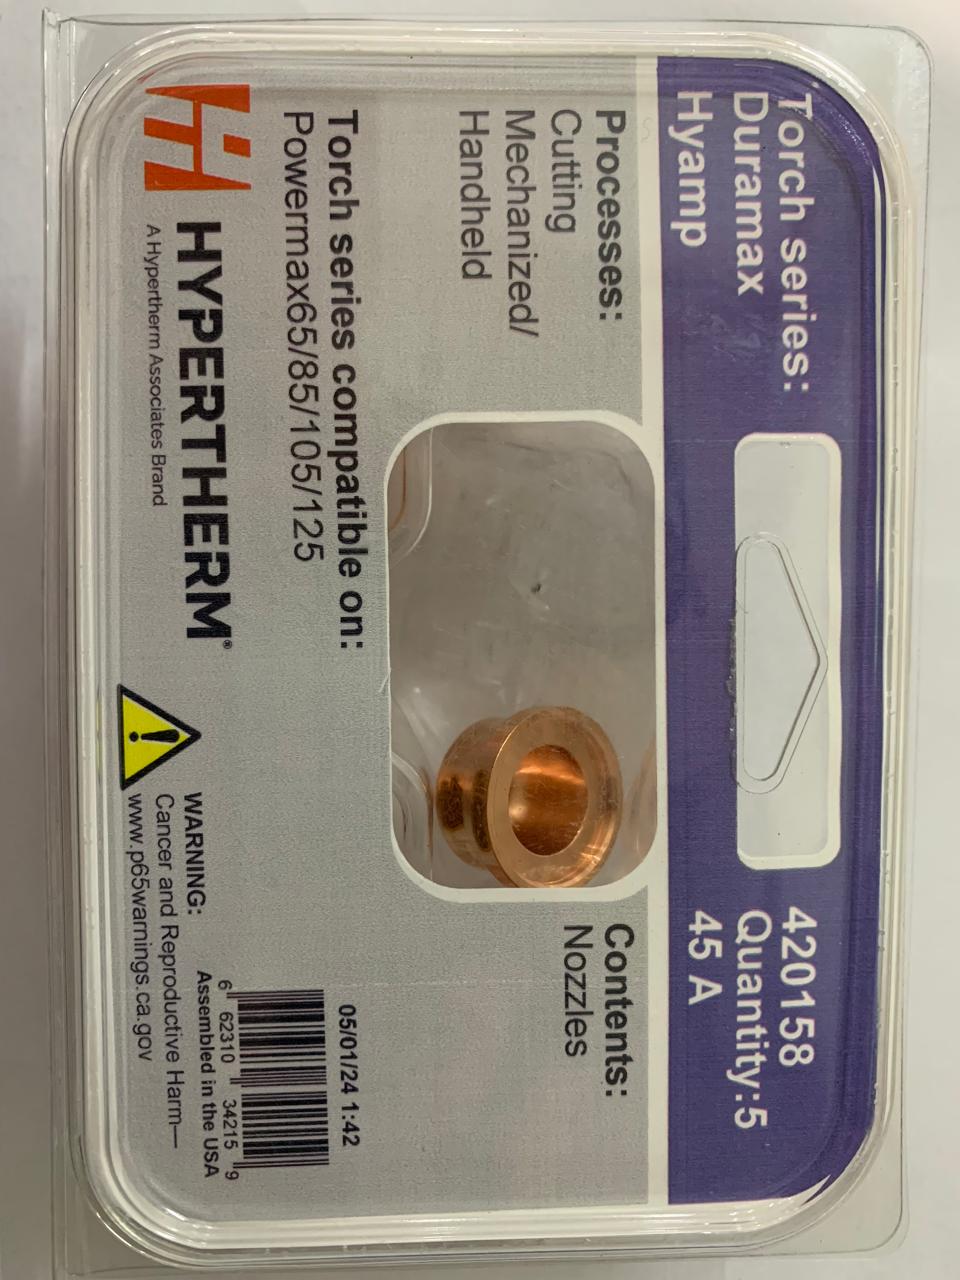 Torch series:
Duramax
Hyamp
420158
Quantity:5
45 A
Processes:
Cutting
Mechanized/
Handheld
Contents:
Nozzles
Torch series compatible on:
Powermax65/85/105/125
05/01/24 1:42
6 62310 34215 9
Assembled in the USA
HYPERTHERM®
A Hypertherm Associates Brand
WARNING:
Cancer and Reproductive Harm—
www.p65warnings.ca.gov